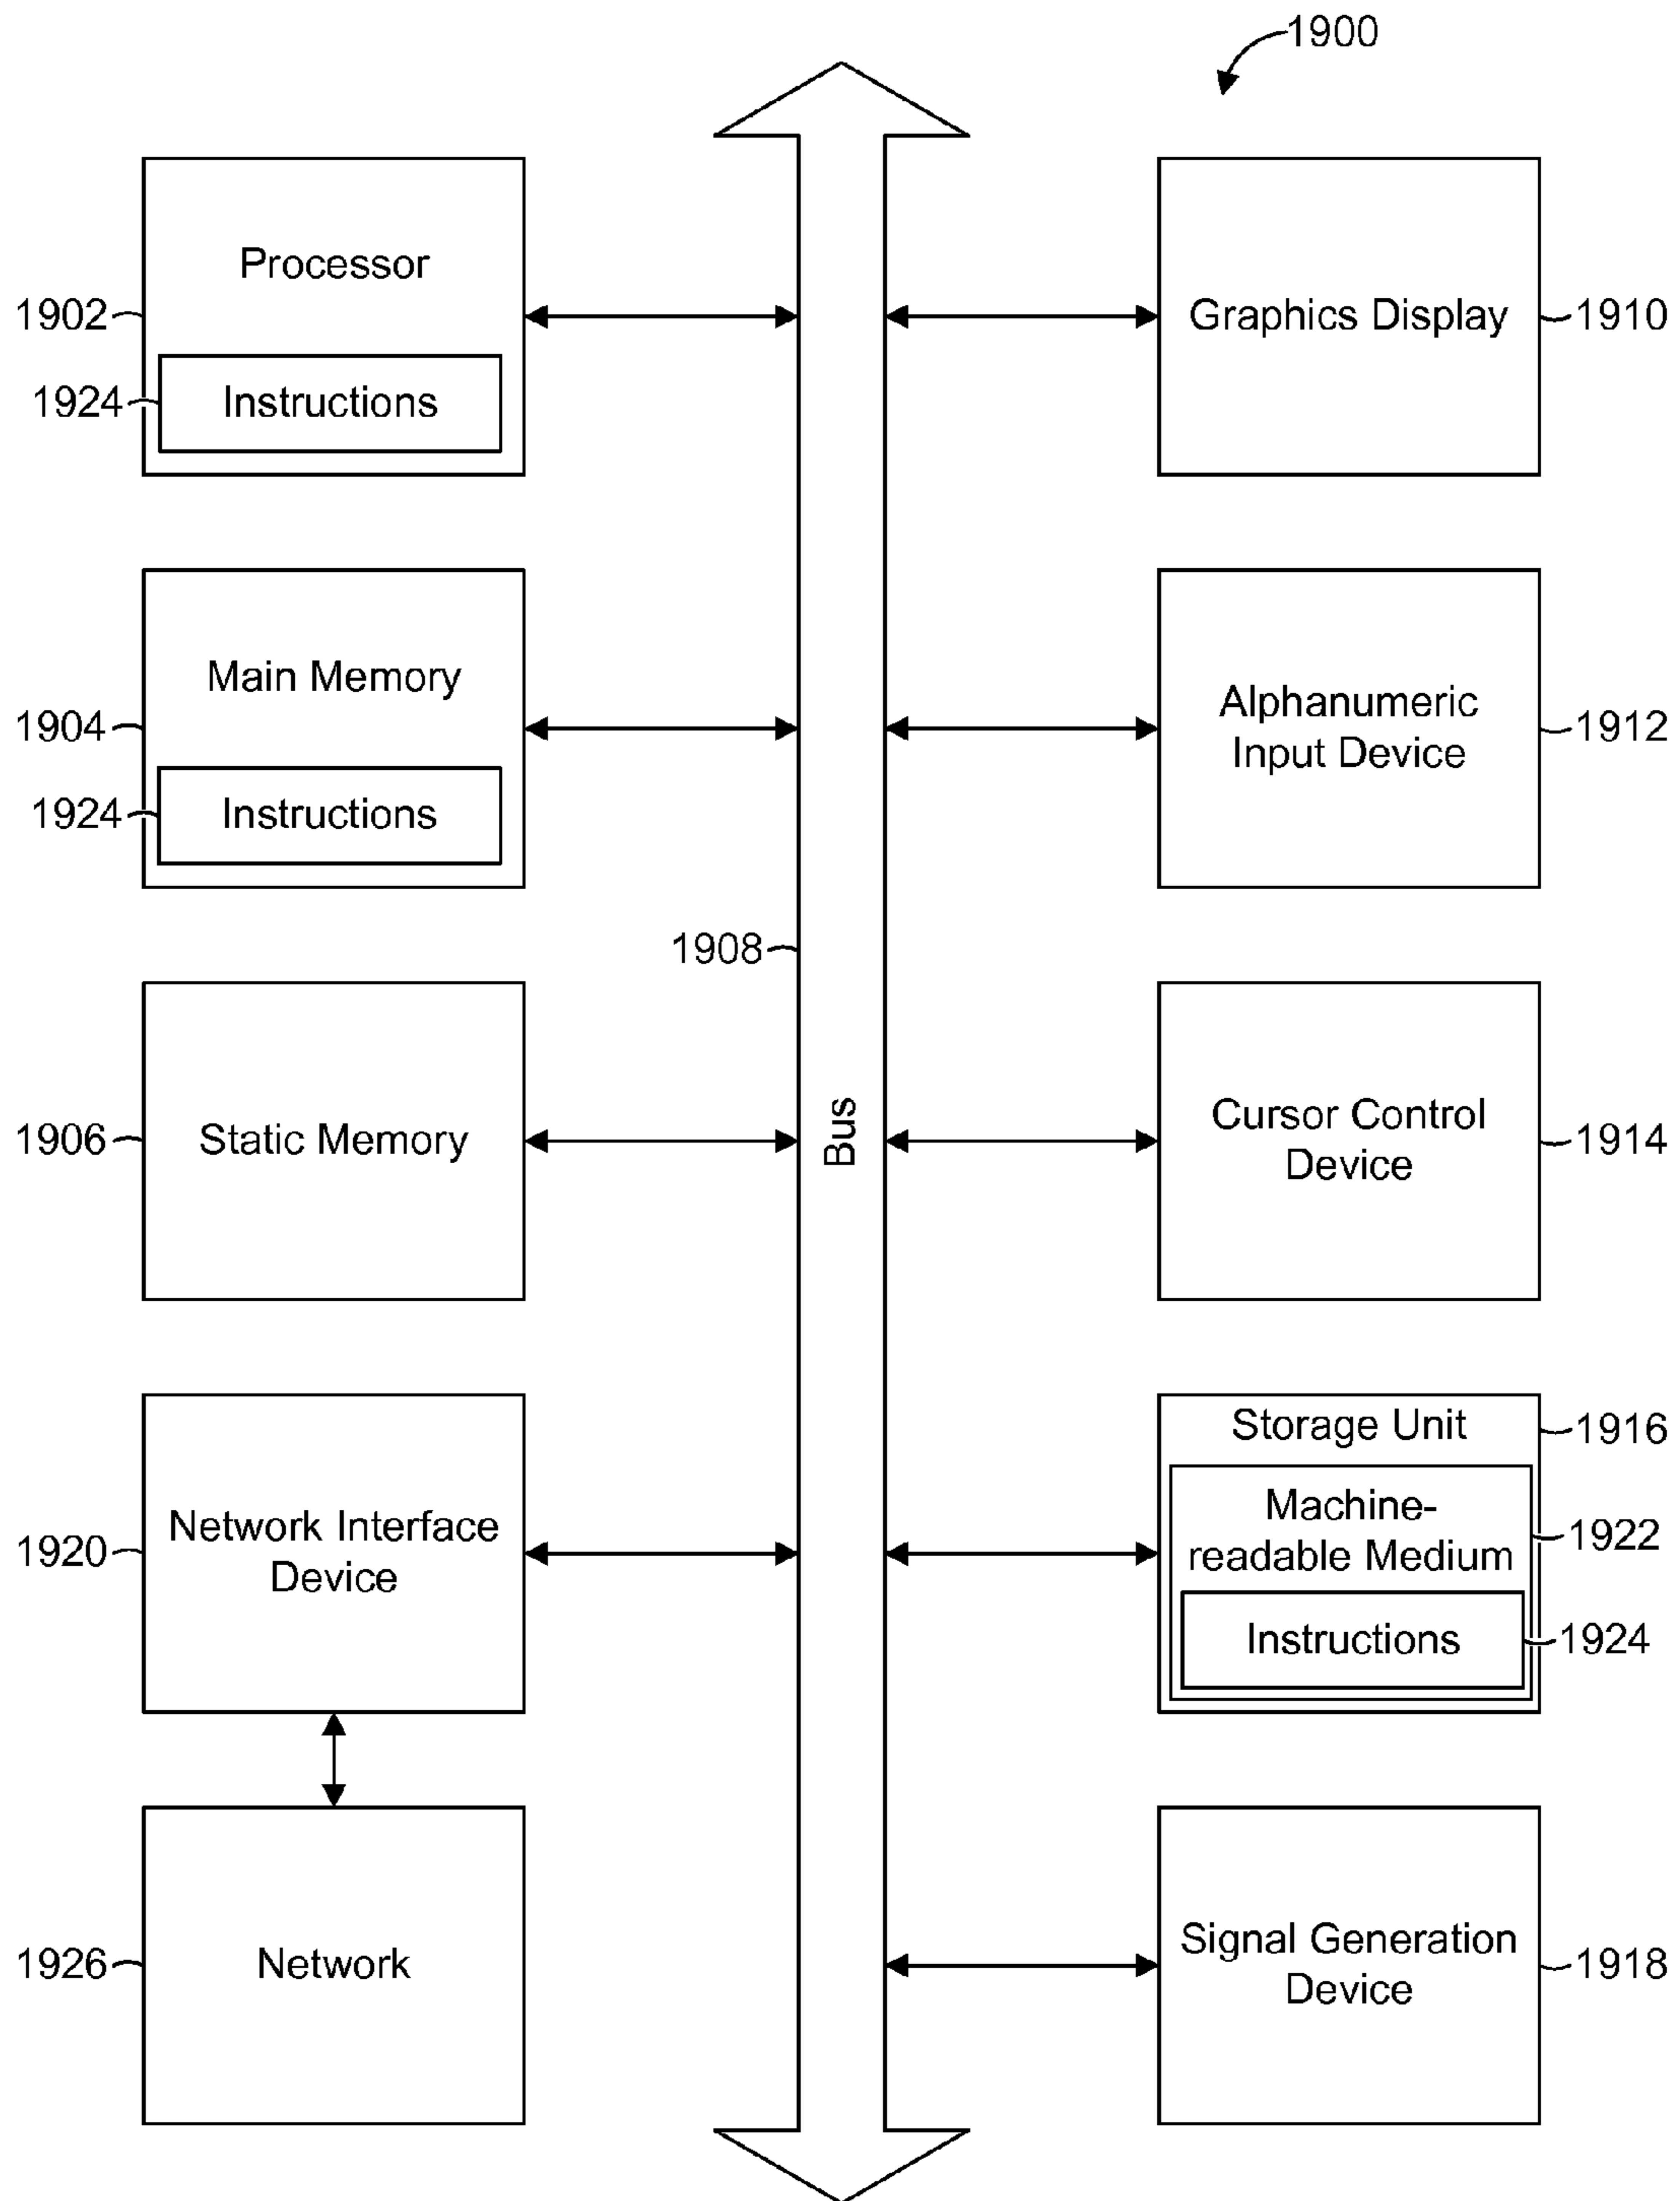 1900
Processor
1902
1924
Instructions
Graphics Display
1910
Main Memory
1904
1924
Instructions
Alphanumeric
Input Device
1912
1908
Bus
Static Memory
1906
Cursor Control
Device
1914
Network Interface
Device
1920
Storage Unit
1916
Machine-
readable Medium
1922
Instructions
1924
Network
1926
Signal Generation
Device
1918